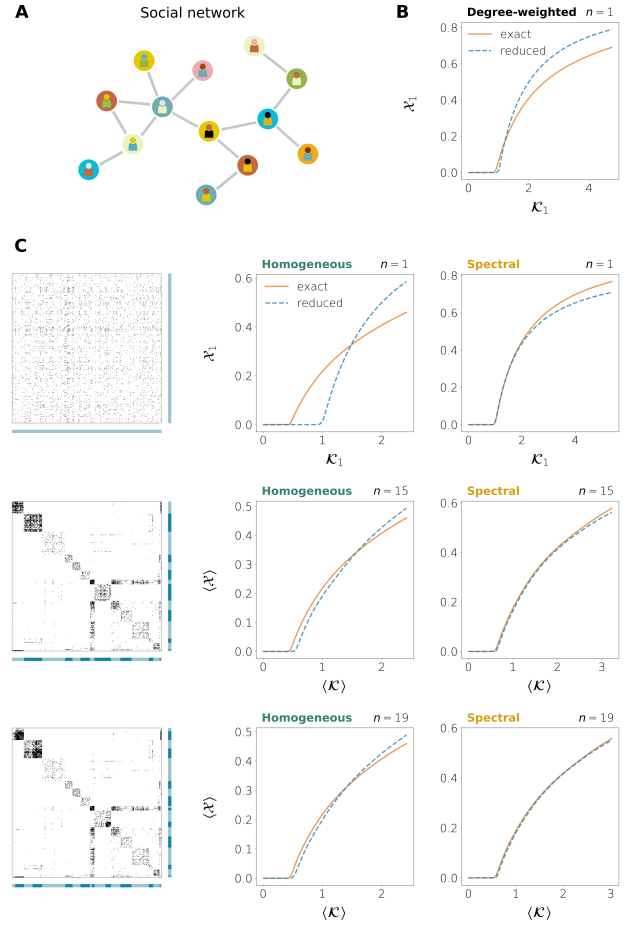 A
Social network
B
Degree-weighted n = 1
exact
reduced
0.8
0.6
0.4
0.2
0.0
𝒳₁
0 2 4
𝒦₁
C
Homogeneous n = 1
exact
reduced
0.6
0.4
0.2
0.0
𝒳₁
0 1 2
𝒦₁
Spectral n = 1
0.8
0.6
0.4
0.2
0.0
0 2 4
𝒦₁
Homogeneous n = 15
0.5
0.4
0.3
0.2
0.1
0.0
⟨𝒳⟩
0 1 2
⟨𝒦⟩
Spectral n = 15
0.6
0.4
0.2
0.0
0 1 2 3
⟨𝒦⟩
Homogeneous n = 19
0.5
0.4
0.3
0.2
0.1
0.0
⟨𝒳⟩
0 1 2
⟨𝒦⟩
Spectral n = 19
0.6
0.4
0.2
0.0
0 1 2 3
⟨𝒦⟩